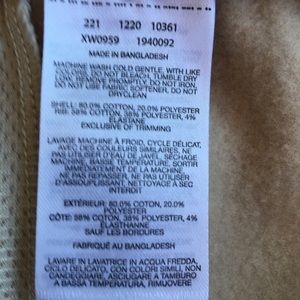 221 1220 10361
XW0959 1940092
MADE IN BANGLADESH
MACHINE WASH COLD GENTLE, WITH LIKE
COLORS, DO NOT BLEACH, TUMBLE DRY
LOW, REMOVE PROMPTLY, DO NOT IRON,
DO NOT USE FABRIC SOFTENER, DO NOT
DRYCLEAN
SHELL: 80.0% COTTON, 20.0% POLYESTER
RIB: 58% COTTON, 38% POLYESTER, 4%
ELASTANE
EXCLUSIVE OF TRIMMING
LAVAGE MACHINE À FROID, CYCLE DÉLICAT,
AVEC DES COULEURS SIMILAIRES, NE
PAS UTILISER D'EAU DE JAVEL, SÉCHAGE
MACHINE, BASSE TEMPÉRATURE, SORTIR
IMMÉDIATEMENT DE LA MACHINE
NE PAS REPASSER, NE PAS UTILISER
D'ASSOUPLISSANT, NETTOYAGE À SEC
INTERDIT
EXTÉRIEUR: 80.0% COTON, 20.0%
POLYESTER
CÔTE: 58% COTON, 38% POLYESTER, 4%
ÉLASTHANNE
SAUF LES BORDURES
FABRIQUÉ AU BANGLADESH
LAVARE IN LAVATRICE IN ACQUA FREDDA,
CICLO DELICATO, CON COLORI SIMILI, NON
CANDEGGIARE, ASCIUGARE A TAMBURO
A BASSA TEMPERATURA, RIMUOVERE